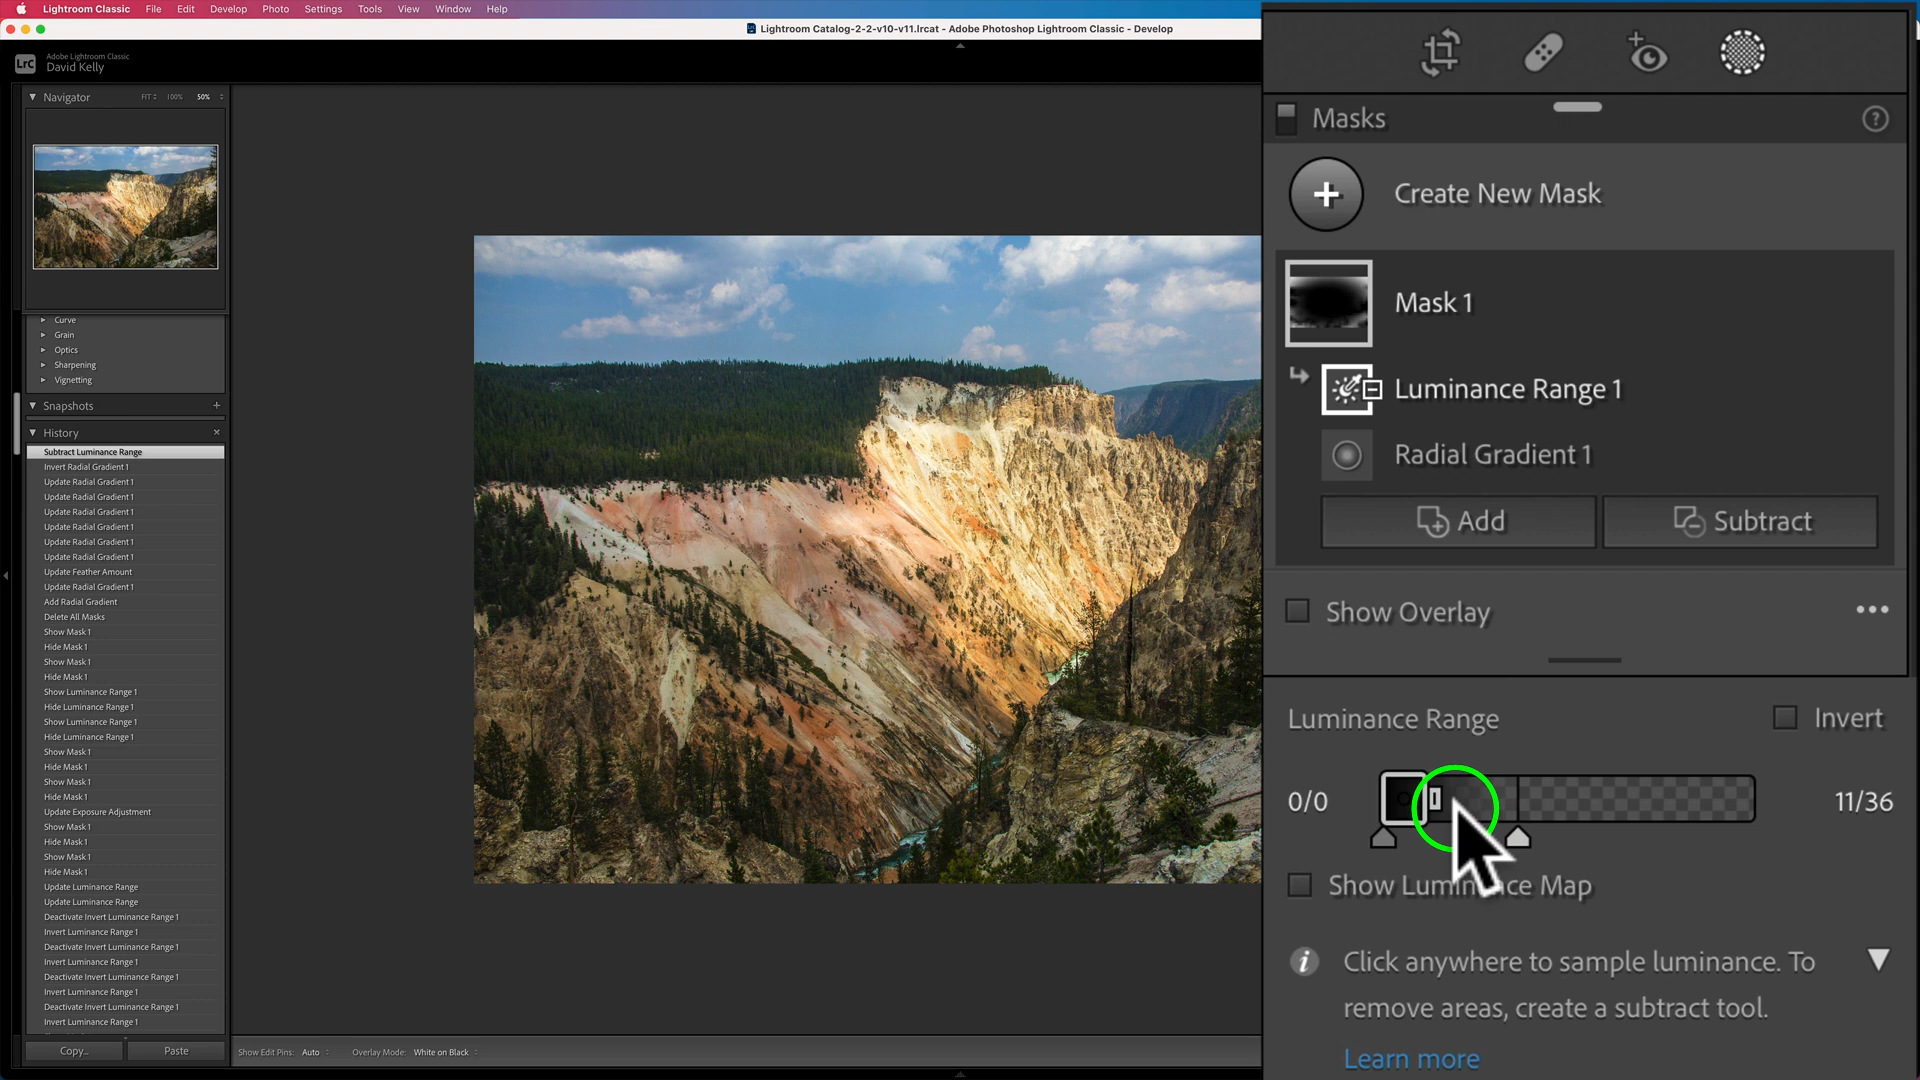 Lightroom Classic File Edit Develop Photo Settings Tools View Window Help
Lightroom Catalog-2-2-v10-v11.lrcat - Adobe Photoshop Lightroom Classic - Develop
LrC
Adobe Lightroom Classic
David Kelly
Navigator FIT 100% 50%
Curve
Grain
Optics
Sharpening
Vignetting
Snapshots +
History ×
Subtract Luminance Range
Invert Radial Gradient 1
Update Radial Gradient 1
Update Radial Gradient 1
Update Radial Gradient 1
Update Radial Gradient 1
Update Radial Gradient 1
Update Radial Gradient 1
Update Feather Amount
Update Radial Gradient 1
Add Radial Gradient
Delete All Masks
Show Mask 1
Hide Mask 1
Show Mask 1
Hide Mask 1
Show Luminance Range 1
Hide Luminance Range 1
Show Luminance Range 1
Hide Luminance Range 1
Show Mask 1
Hide Mask 1
Show Mask 1
Hide Mask 1
Update Exposure Adjustment
Show Mask 1
Hide Mask 1
Show Mask 1
Hide Mask 1
Update Luminance Range
Update Luminance Range
Deactivate Invert Luminance Range 1
Invert Luminance Range 1
Deactivate Invert Luminance Range 1
Invert Luminance Range 1
Deactivate Invert Luminance Range 1
Invert Luminance Range 1
Deactivate Invert Luminance Range 1
Invert Luminance Range 1
Copy... Paste
Show Edit Pins: Auto Overlay Mode: White on Black
Masks ?
Create New Mask
Mask 1
Luminance Range 1
Radial Gradient 1
Add Subtract
Show Overlay •••
Luminance Range Invert
0/0 11/36
Show Luminance Map
Click anywhere to sample luminance. To
remove areas, create a subtract tool.
Learn more